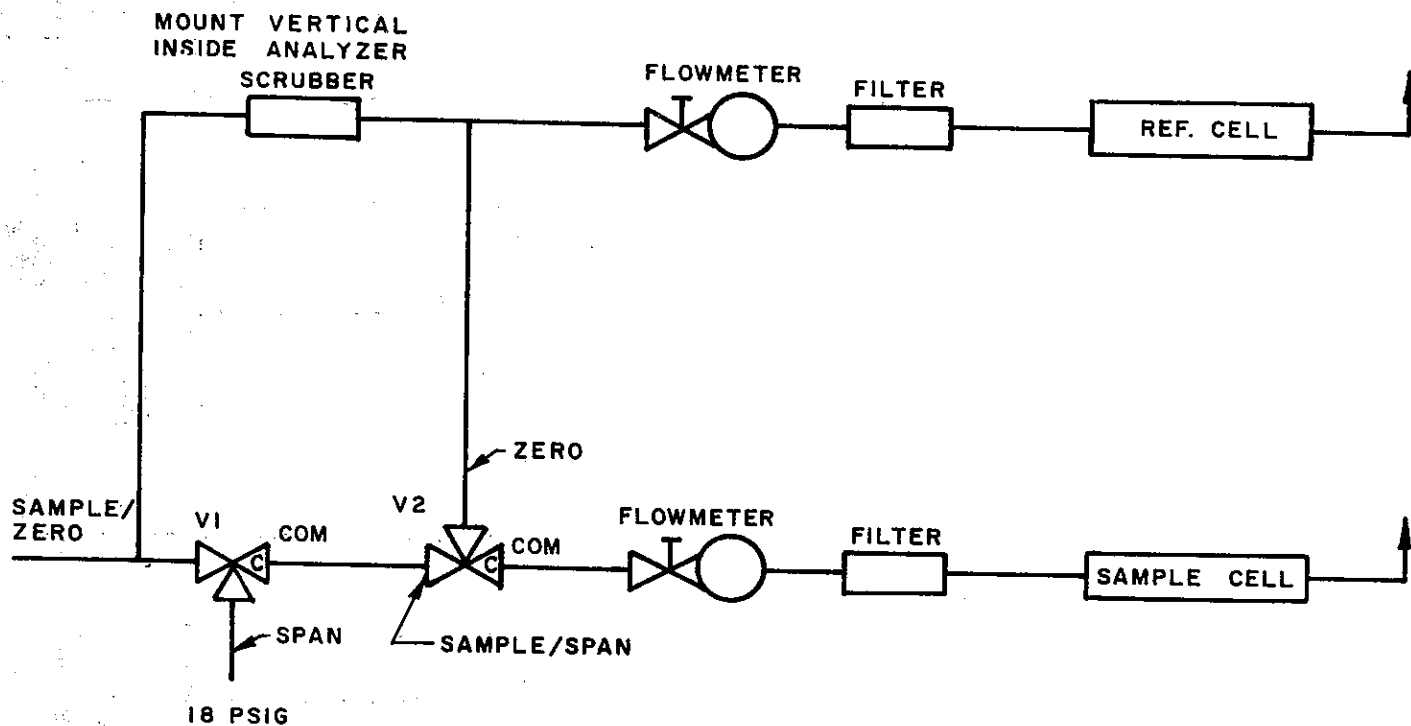 MOUNT VERTICAL
INSIDE ANALYZER
SCRUBBER
FLOWMETER
FILTER
REF. CELL
ZERO
SAMPLE/
ZERO
V1
COM
V2
COM
FLOWMETER
FILTER
SAMPLE CELL
C
C
SPAN
SAMPLE/SPAN
18 PSIG